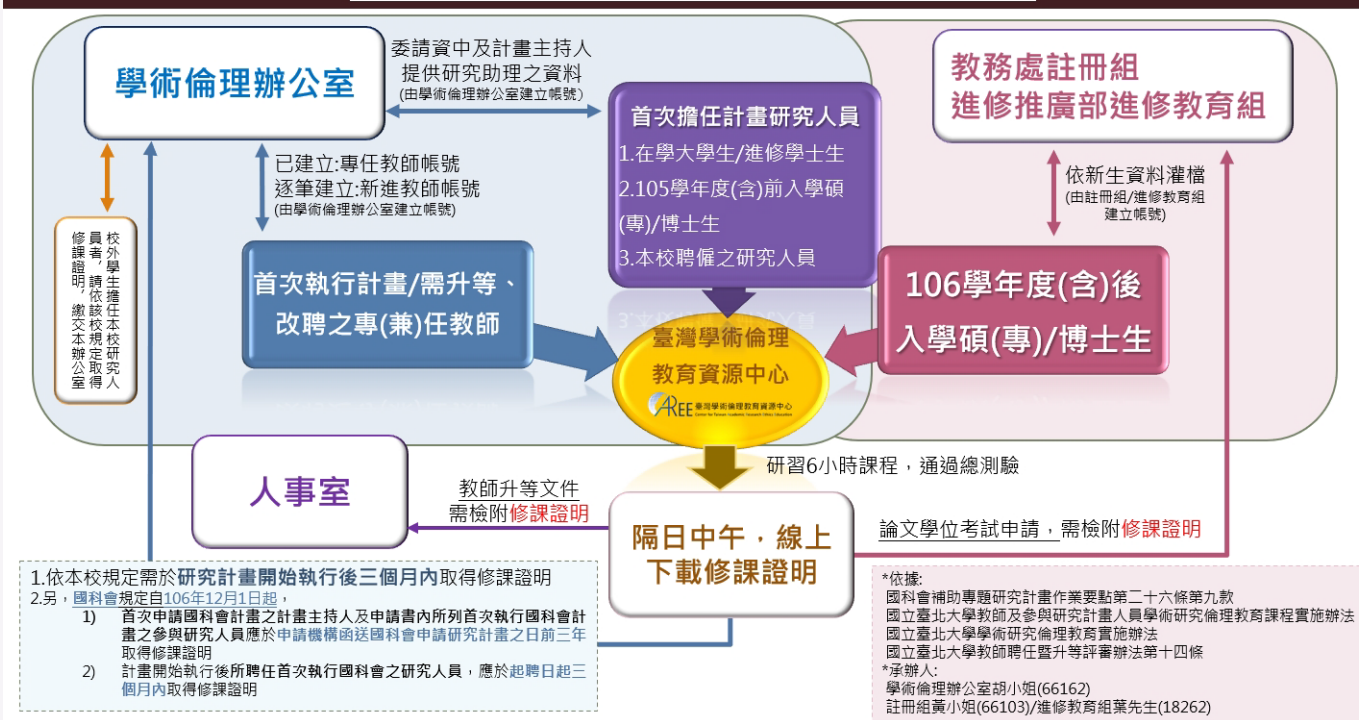 學術倫理辦公室
委請資中及計畫主持人
提供研究助理之資料
(由學術倫理辦公室建立帳號)
首次擔任計畫研究人員
1.在學大學生/進修學士生
2.105學年度(含)前入學碩
(專)/博士生
3.本校聘僱之研究人員
教務處註冊組
進修推廣部進修教育組
已建立:專任教師帳號
逐筆建立:新進教師帳號
(由學術倫理辦公室建立帳號)
依新生資料灌檔
(由註冊組/進修教育組
建立帳號)
校外學生擔任本校研究人
員者，請依該校規定取得
修課證明，繳交本辦公室
首次執行計畫/需升等、
改聘之專(兼)任教師
106學年度(含)後
入學碩(專)/博士生
臺灣學術倫理
教育資源中心
AREE 臺灣學術倫理教育資源中心
Center for Taiwan Academic Research Ethics Education
研習6小時課程，通過總測驗
人事室
教師升等文件
需檢附修課證明
隔日中午，線上
下載修課證明
論文學位考試申請，需檢附修課證明
1.依本校規定需於研究計畫開始執行後三個月內取得修課證明
2.另，國科會規定自106年12月1日起，
1) 首次申請國科會計畫之計畫主持人及申請書內所列首次執行國科會計
畫之參與研究人員應於申請機構函送國科會申請研究計畫之日前三年
取得修課證明
2) 計畫開始執行後所聘任首次執行國科會之研究人員，應於起聘日起三
個月內取得修課證明
*依據:
國科會補助專題研究計畫作業要點第二十六條第九款
國立臺北大學教師及參與研究計畫人員學術研究倫理教育課程實施辦法
國立臺北大學學術研究倫理教育實施辦法
國立臺北大學教師聘任暨升等評審辦法第十四條
*承辦人:
學術倫理辦公室胡小姐(66162)
註冊組黃小姐(66103)/進修教育組葉先生(18262)